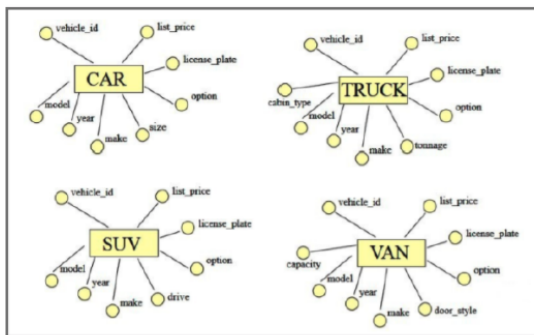 vehicle_id
list_price
license_plate
CAR
option
model
year
make
size
vehicle_id
list_price
license_plate
cabin_type
TRUCK
option
model
year
make
tonnage
vehicle_id
list_price
license_plate
SUV
option
model
year
make
drive
vehicle_id
list_price
license_plate
capacity
VAN
option
model
year
make
door_style